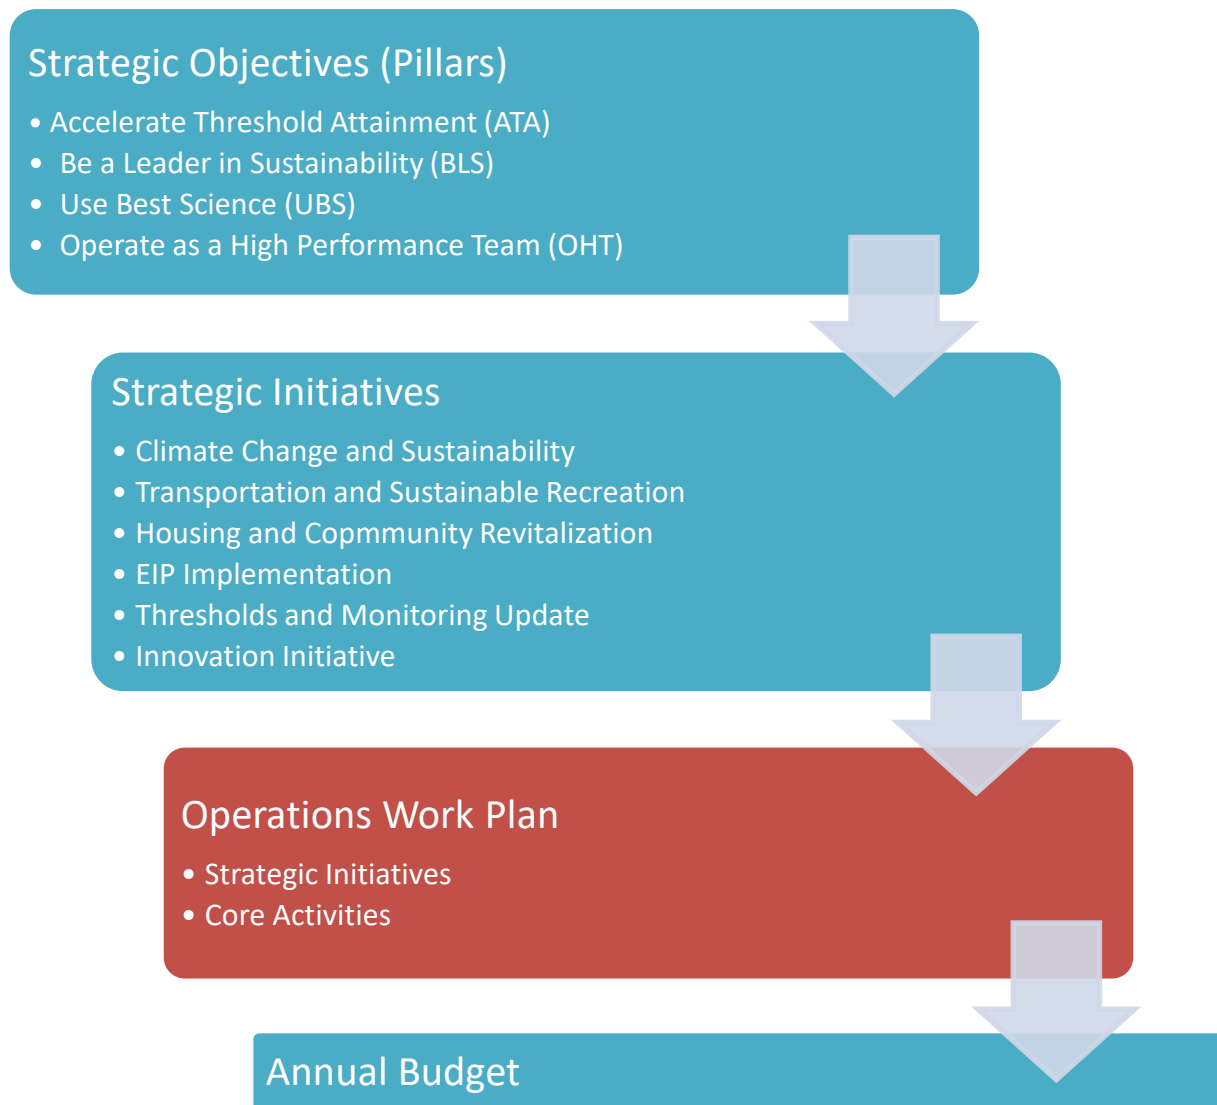 Strategic Objectives (Pillars)
• Accelerate Threshold Attainment (ATA)
• Be a Leader in Sustainability (BLS)
• Use Best Science (UBS)
• Operate as a High Performance Team (OHT)
Strategic Initiatives
• Climate Change and Sustainability
• Transportation and Sustainable Recreation
• Housing and Copmmunity Revitalization
• EIP Implementation
• Thresholds and Monitoring Update
• Innovation Initiative
Operations Work Plan
• Strategic Initiatives
• Core Activities
Annual Budget